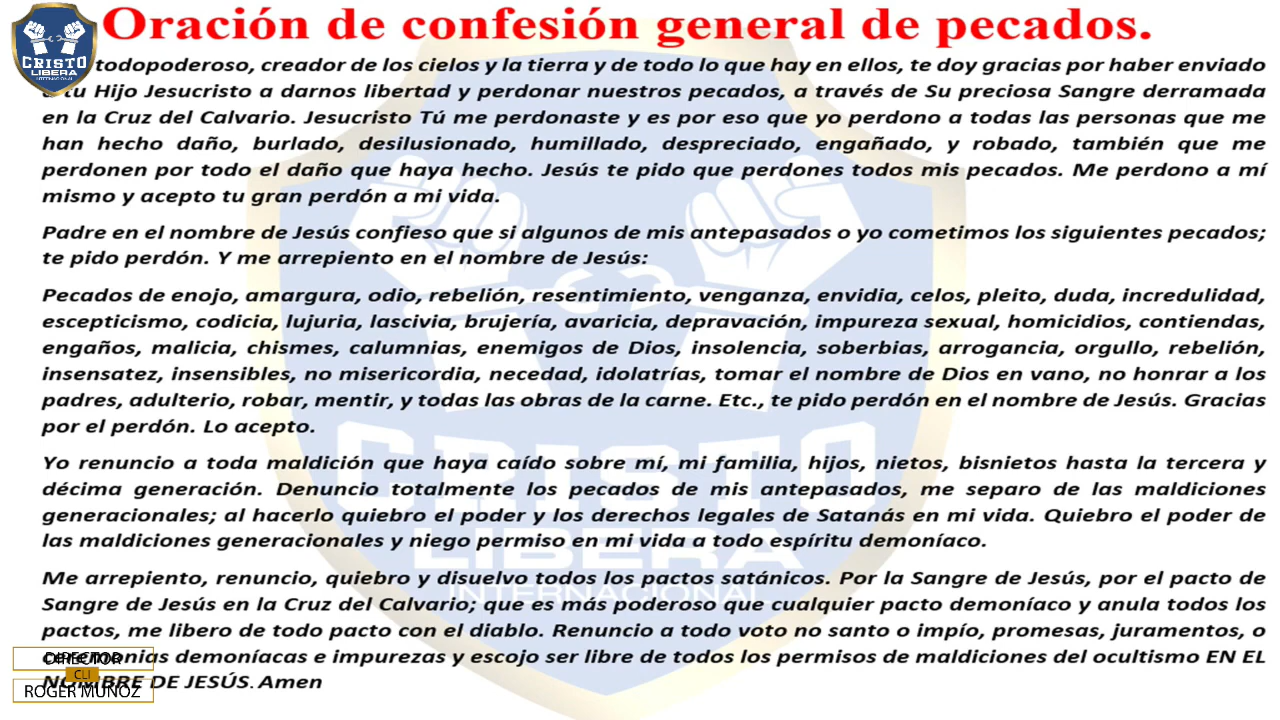 Oración de confesión general de pecados.
CRISTO
LIBERA
INTERNACIONAL
todopoderoso, creador de los cielos y la tierra y de todo lo que hay en ellos, te doy gracias por haber enviado
a tu Hijo Jesucristo a darnos libertad y perdonar nuestros pecados, a través de Su preciosa Sangre derramada
en la Cruz del Calvario. Jesucristo Tú me perdonaste y es por eso que yo perdono a todas las personas que me
han hecho daño, burlado, desilusionado, humillado, despreciado, engañado, y robado, también que me
perdonen por todo el daño que haya hecho. Jesús te pido que perdones todos mis pecados. Me perdono a mí
mismo y acepto tu gran perdón a mi vida.
Padre en el nombre de Jesús confieso que si algunos de mis antepasados o yo cometimos los siguientes pecados;
te pido perdón. Y me arrepiento en el nombre de Jesús:
Pecados de enojo, amargura, odio, rebelión, resentimiento, venganza, envidia, celos, pleito, duda, incredulidad,
escepticismo, codicia, lujuria, lascivia, brujería, avaricia, depravación, impureza sexual, homicidios, contiendas,
engaños, malicia, chismes, calumnias, enemigos de Dios, insolencia, soberbias, arrogancia, orgullo, rebelión,
insensatez, insensibles, no misericordia, necedad, idolatrías, tomar el nombre de Dios en vano, no honrar a los
padres, adulterio, robar, mentir, y todas las obras de la carne. Etc., te pido perdón en el nombre de Jesús. Gracias
por el perdón. Lo acepto.
Yo renuncio a toda maldición que haya caído sobre mí, mi familia, hijos, nietos, bisnietos hasta la tercera y
décima generación. Denuncio totalmente los pecados de mis antepasados, me separo de las maldiciones
generacionales; al hacerlo quiebro el poder y los derechos legales de Satanás en mi vida. Quiebro el poder de
las maldiciones generacionales y niego permiso en mi vida a todo espíritu demoníaco.
Me arrepiento, renuncio, quiebro y disuelvo todos los pactos satánicos. Por la Sangre de Jesús, por el pacto de
Sangre de Jesús en la Cruz del Calvario; que es más poderoso que cualquier pacto demoníaco y anula todos los
pactos, me libero de todo pacto con el diablo. Renuncio a todo voto no santo o impío, promesas, juramentos, o
ceremonias demoníacas e impurezas y escojo ser libre de todos los permisos de maldiciones del ocultismo EN EL
NOMBRE DE JESÚS. Amen
CRISTO
LIBERA
INTERNACIONAL
DIRECTOR
CLI
ROGER MUÑOZ